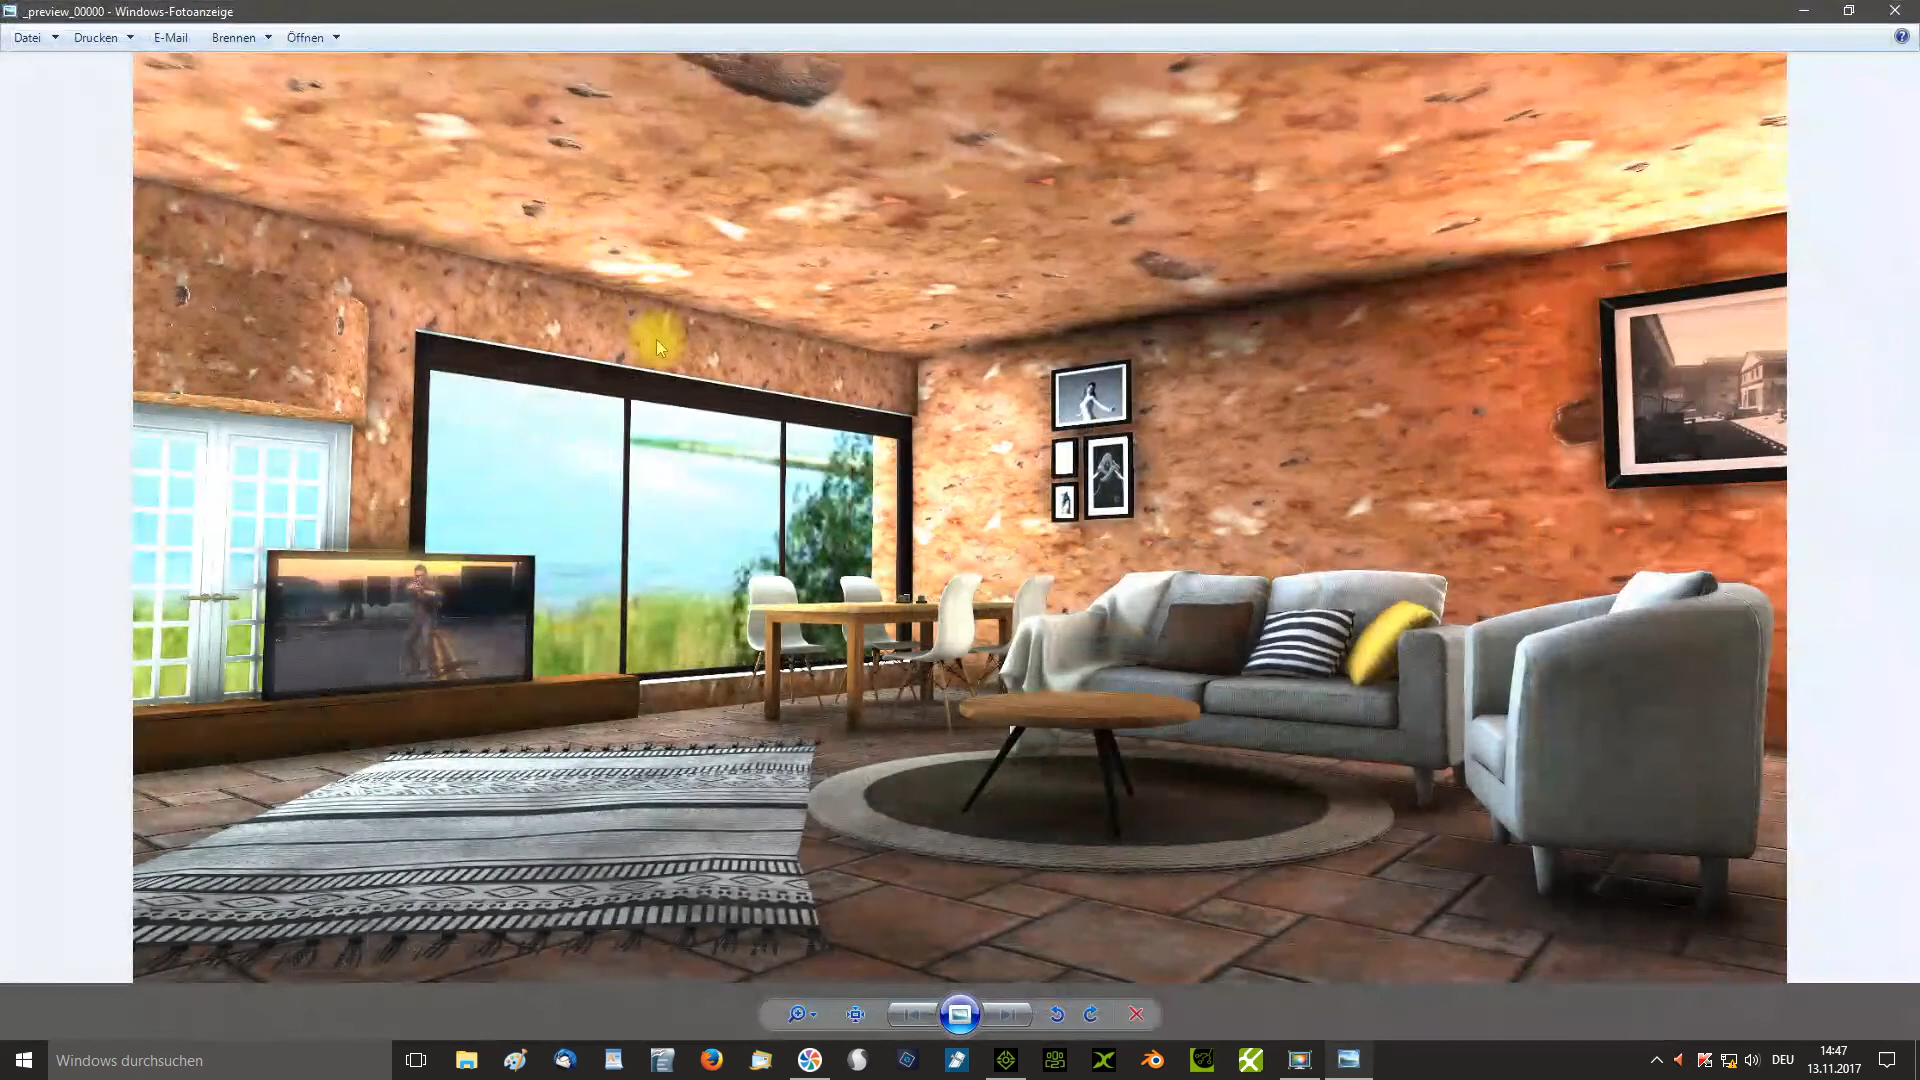 _preview_00000 - Windows-Fotoanzeige
Datei Drucken E-Mail Brennen Öffnen
Windows durchsuchen
DEU
14:47
13.11.2017